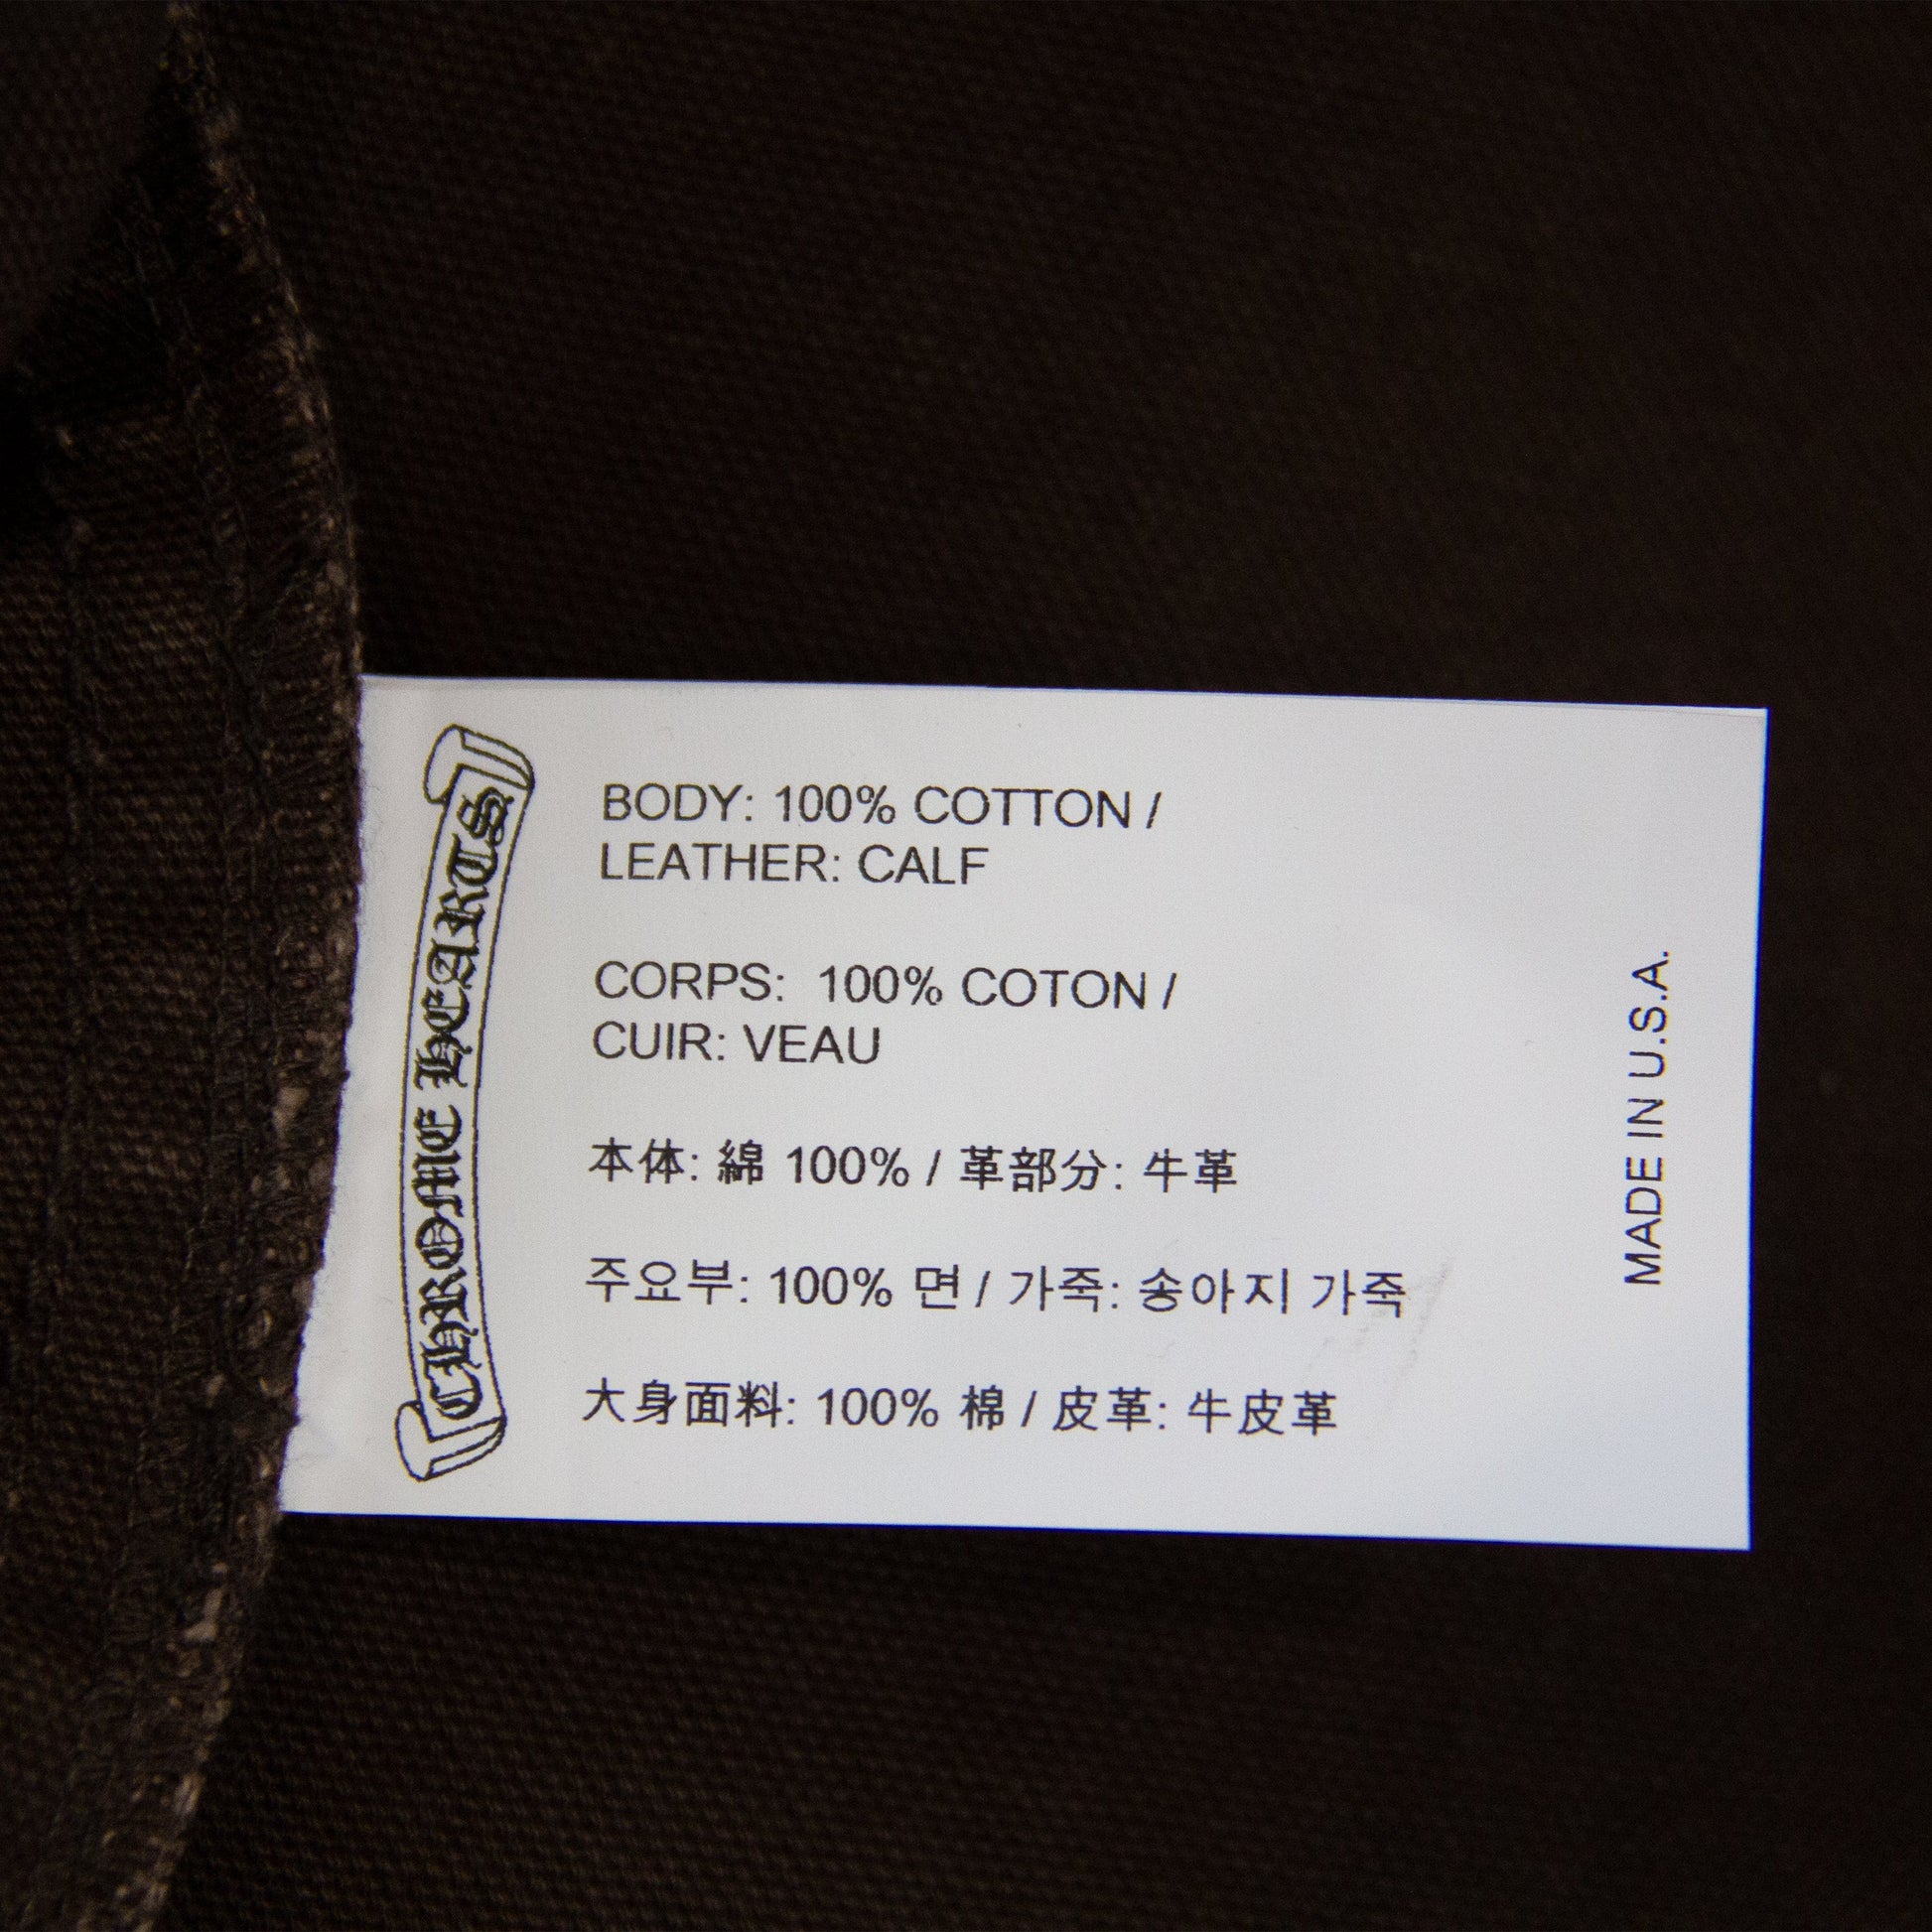 CHROME HEARTS
BODY: 100% COTTON /
LEATHER: CALF
CORPS:  100% COTON /
CUIR: VEAU
本体: 綿 100% / 革部分: 牛革
주요부: 100% 면 / 가죽: 송아지 가죽
大身面料: 100% 棉 / 皮革: 牛皮革
MADE IN U.S.A.